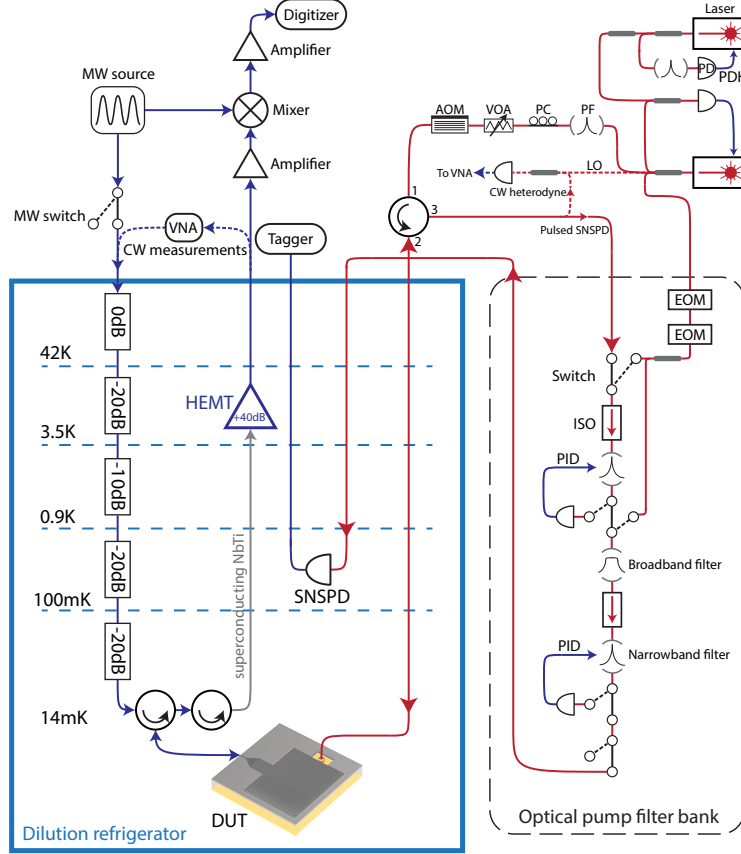 Digitizer
Laser
Amplifier
PD
PDH
MW source
Mixer
AOM
VOA
PC
PF
Amplifier
To VNA
LO
CW heterodyne
1
3
2
Pulsed SNSPD
MW switch
VNA
CW measurements
Tagger
0dB
EOM
EOM
42K
Switch
-20dB
HEMT
+40dB
ISO
3.5K
PID
-10dB
0.9K
superconducting NbTi
-20dB
SNSPD
Broadband filter
100mK
-20dB
PID
Narrowband filter
14mK
DUT
Dilution refrigerator
Optical pump filter bank